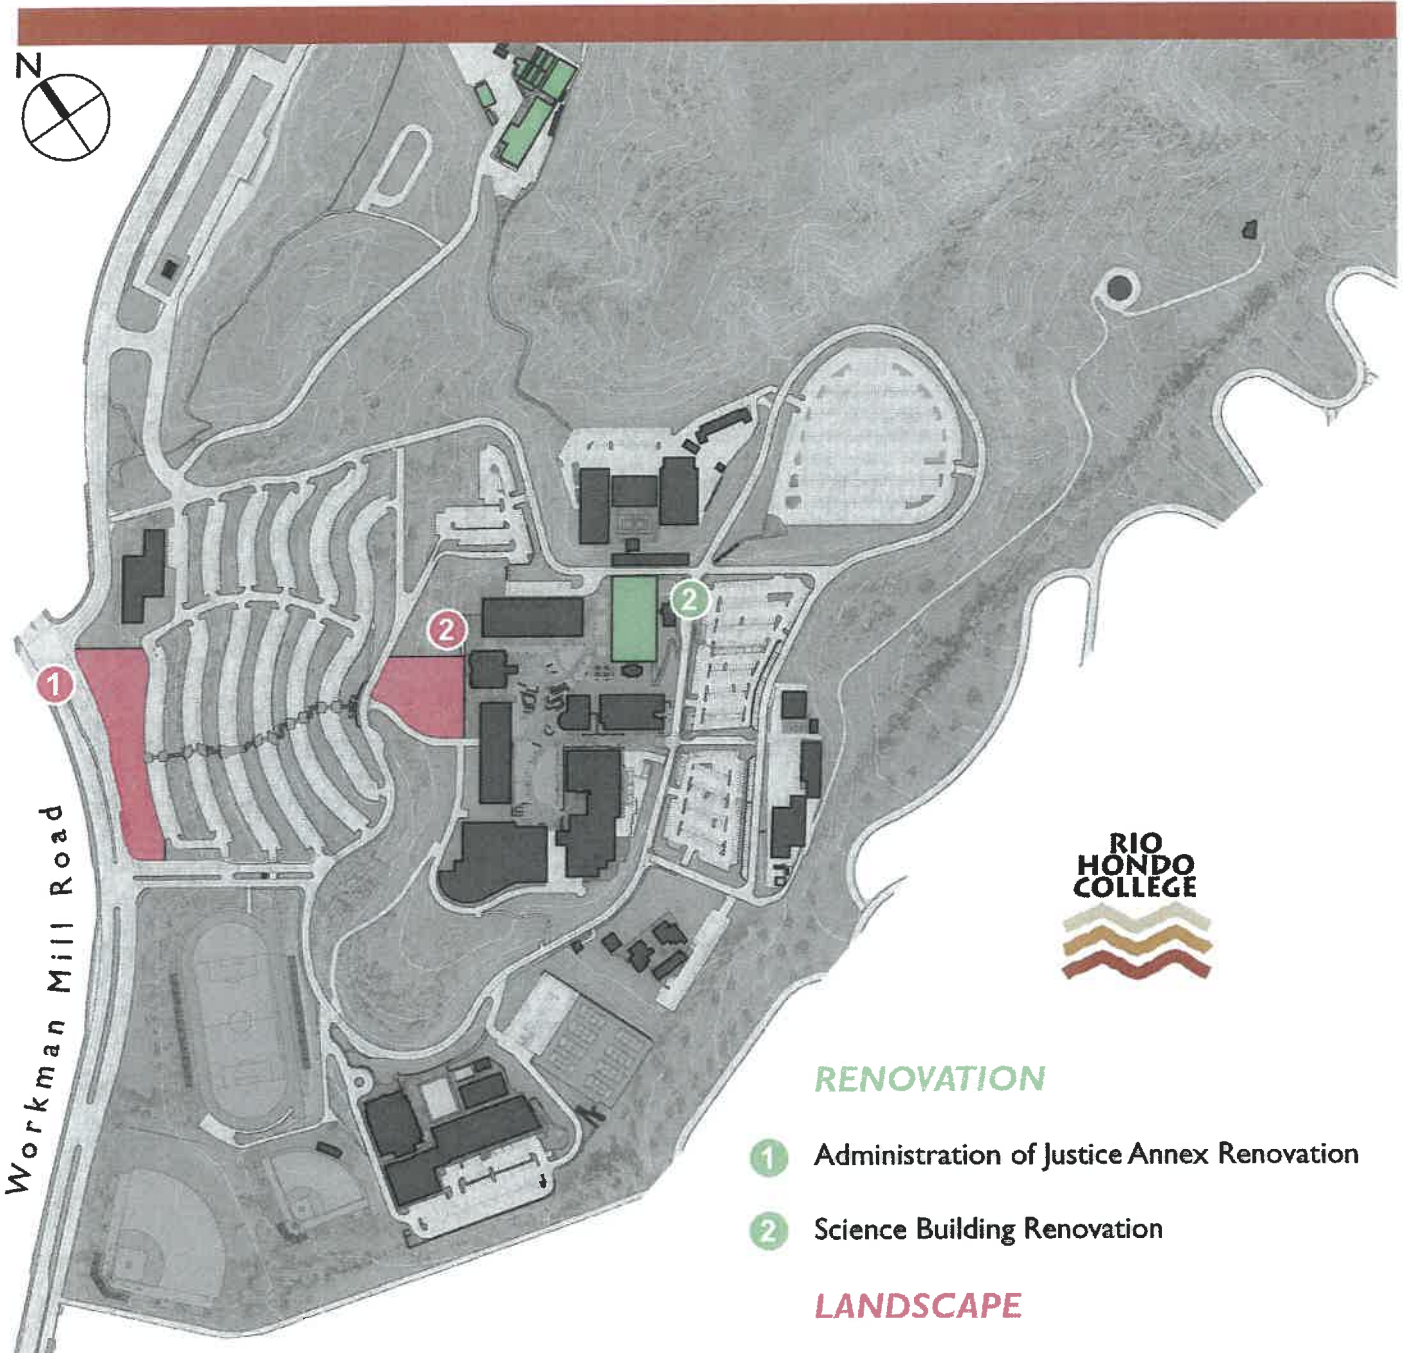 N
2
2
1
Workman Mill Road
RIO
HONDO
COLLEGE
RENOVATION
1 Administration of Justice Annex Renovation
2 Science Building Renovation
LANDSCAPE